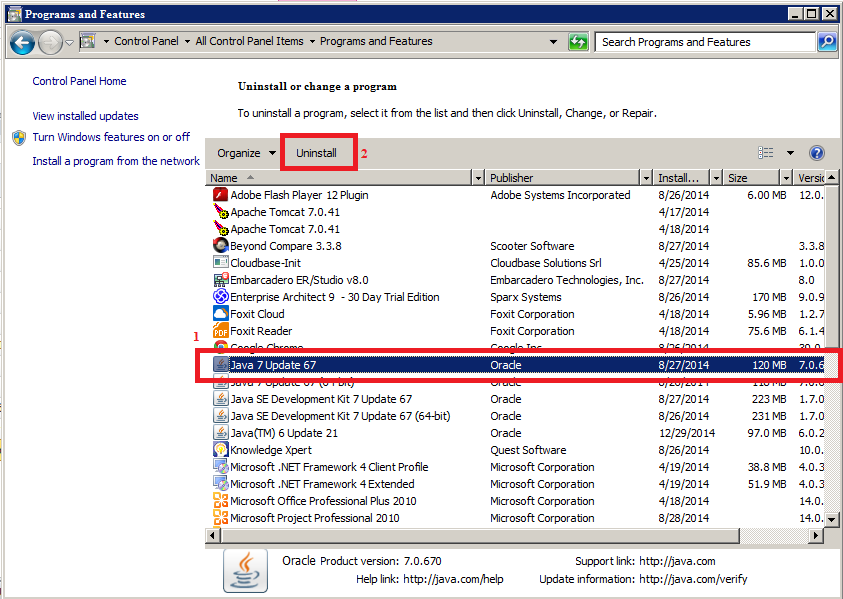 Programs and Features
Control Panel All Control Panel Items Programs and Features Search Programs and Features
Control Panel Home
View installed updates
Turn Windows features on or off
Install a program from the network
Uninstall or change a program
To uninstall a program, select it from the list and then click Uninstall, Change, or Repair.
Organize Uninstall 2
Name Publisher Install... Size Versio
Adobe Flash Player 12 Plugin Adobe Systems Incorporated 8/26/2014 6.00 MB 12.0.
Apache Tomcat 7.0.41 4/17/2014
Apache Tomcat 7.0.41 4/18/2014
Beyond Compare 3.3.8 Scooter Software 8/27/2014 3.3.8
Cloudbase-Init Cloudbase Solutions Srl 4/25/2014 85.6 MB 1.0.0
Embarcadero ER/Studio v8.0 Embarcadero Technologies, Inc. 8/27/2014 8.0
Enterprise Architect 9 - 30 Day Trial Edition Sparx Systems 8/26/2014 170 MB 9.0.9
Foxit Cloud Foxit Corporation 4/18/2014 5.96 MB 1.2.7
Foxit Reader Foxit Corporation 4/18/2014 75.6 MB 6.1.4
1
Google Chrome Google Inc. 8/26/2014
Java 7 Update 67 Oracle 8/27/2014 120 MB 7.0.6
Java 7 Update 67 (64-bit) Oracle 8/26/2014 118 MB 7.0.6
Java SE Development Kit 7 Update 67 Oracle 8/27/2014 223 MB 1.7.0
Java SE Development Kit 7 Update 67 (64-bit) Oracle 8/26/2014 231 MB 1.7.0
Java(TM) 6 Update 21 Oracle 12/29/2014 97.0 MB 6.0.2
Knowledge Xpert Quest Software 8/26/2014 10.0.
Microsoft .NET Framework 4 Client Profile Microsoft Corporation 4/19/2014 38.8 MB 4.0.3
Microsoft .NET Framework 4 Extended Microsoft Corporation 4/19/2014 51.9 MB 4.0.3
Microsoft Office Professional Plus 2010 Microsoft Corporation 4/18/2014 14.0.
Microsoft Project Professional 2010 Microsoft Corporation 8/28/2014 14.0.
Oracle Product version: 7.0.670 Support link: http://java.com
Help link: http://java.com/help Update information: http://java.com/verify